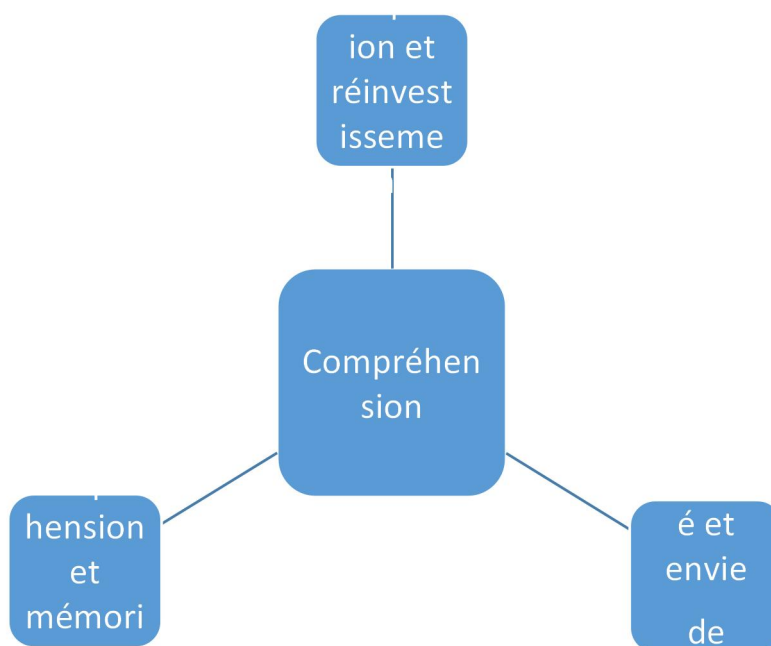 ion et
réinvest
isseme
Compréhen
sion
hension
et
mémori
é et
envie
de